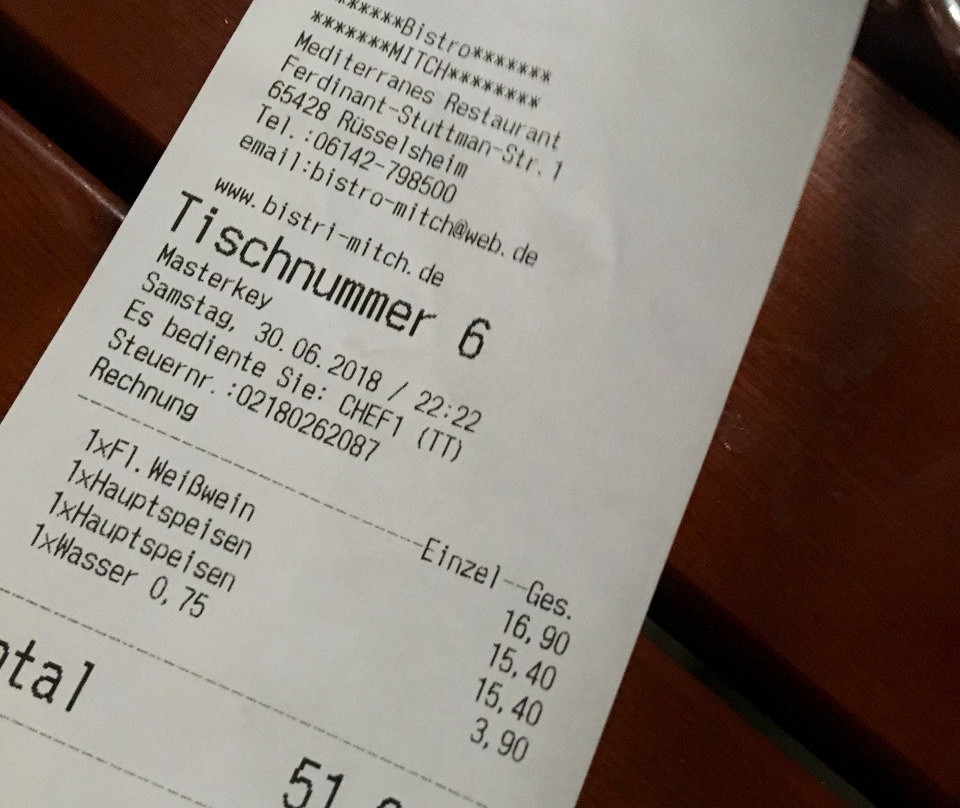 ******Bistro*******
*******MITCH********
Mediterranes Restaurant
Ferdinant-Stuttman-Str. 1
65428 Rüsselsheim
Tel.:06142-798500
email:bistro-mitch@web.de
www.bistri-mitch.de
Tischnummer 6
Masterkey
Samstag, 30.06.2018 / 22:22
Es bediente Sie: CHEF1 (TT)
Steuernr.:02180262087
Rechnung
Einzel--Ges.
1xFl. Weißwein 16,90
1xHauptspeisen 15,40
1xHauptspeisen 15,40
1xWasser 0,75 3,90
otal
51